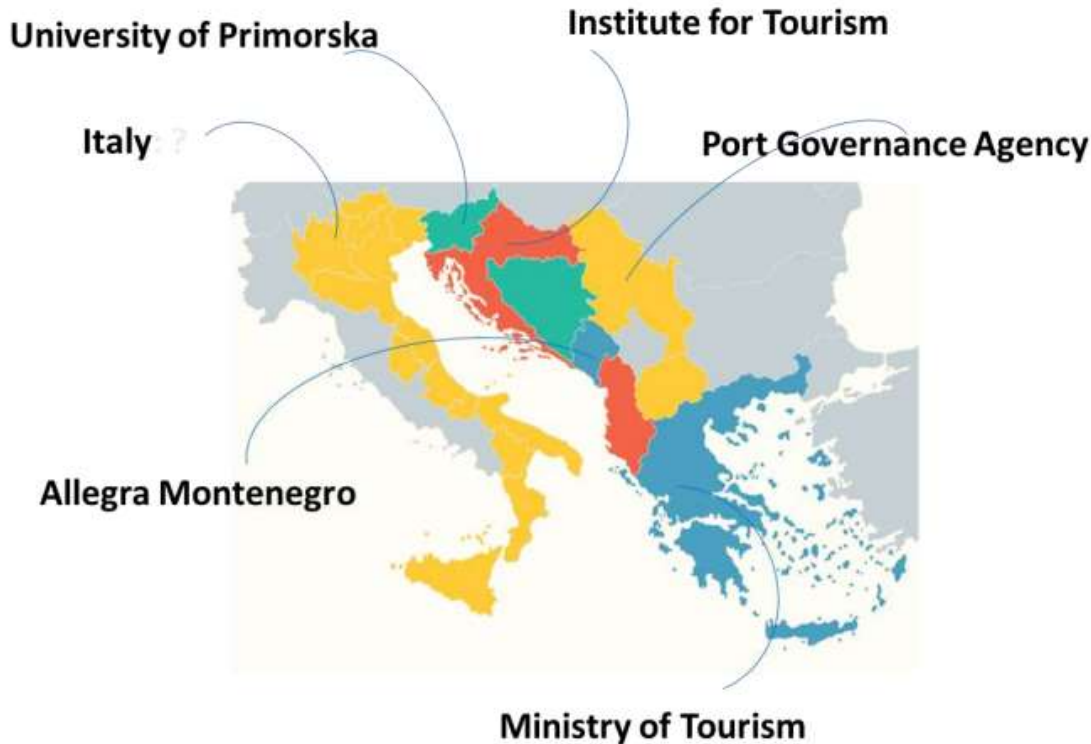 University of Primorska
Institute for Tourism
Italy: ?
Port Governance Agency
Allegra Montenegro
Ministry of Tourism